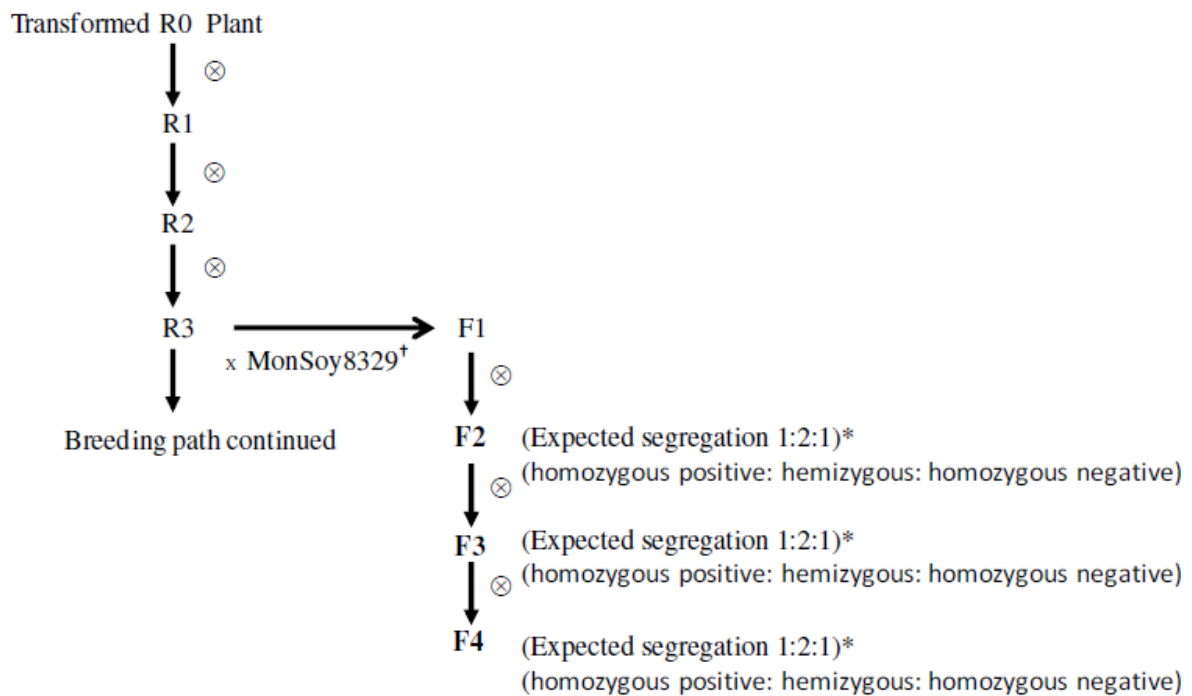 Transformed R0 Plant
⊗
R1
⊗
R2
⊗
R3
F1
x MonSoy8329†
⊗
Breeding path continued
F2 (Expected segregation 1:2:1)*
(homozygous positive: hemizygous: homozygous negative)
⊗
F3 (Expected segregation 1:2:1)*
(homozygous positive: hemizygous: homozygous negative)
⊗
F4 (Expected segregation 1:2:1)*
(homozygous positive: hemizygous: homozygous negative)